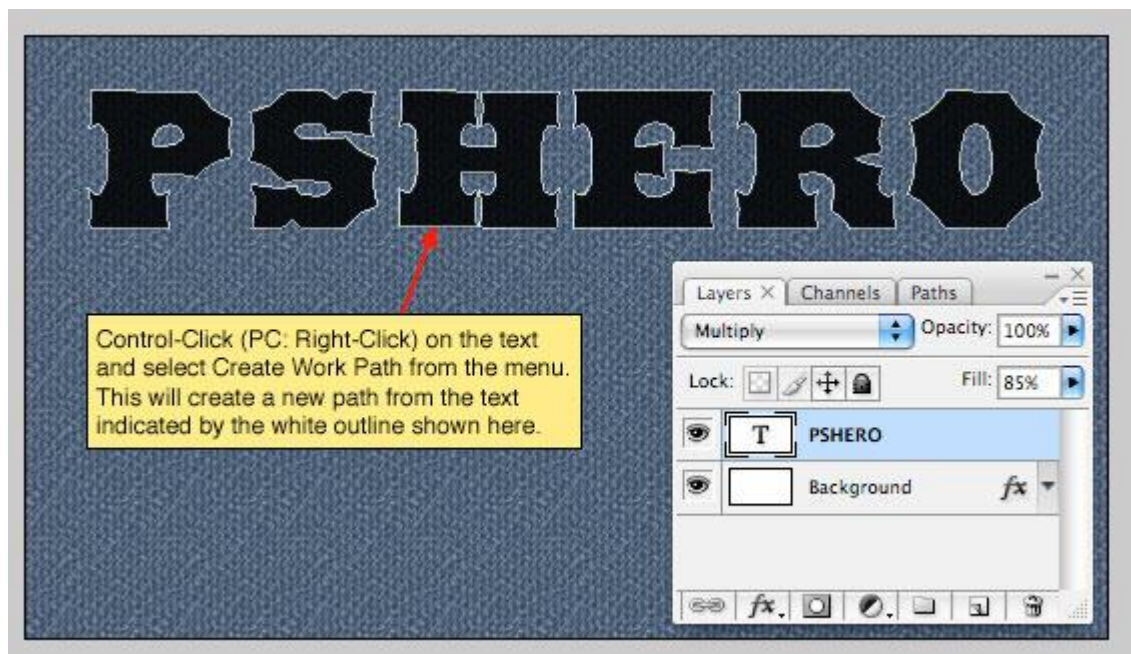 PSHERO
Control-Click (PC: Right-Click) on the text
and select Create Work Path from the menu.
This will create a new path from the text
indicated by the white outline shown here.
Layers Channels Paths
Multiply Opacity: 100%
Lock: Fill: 85%
T PSHERO
Background fx
fx